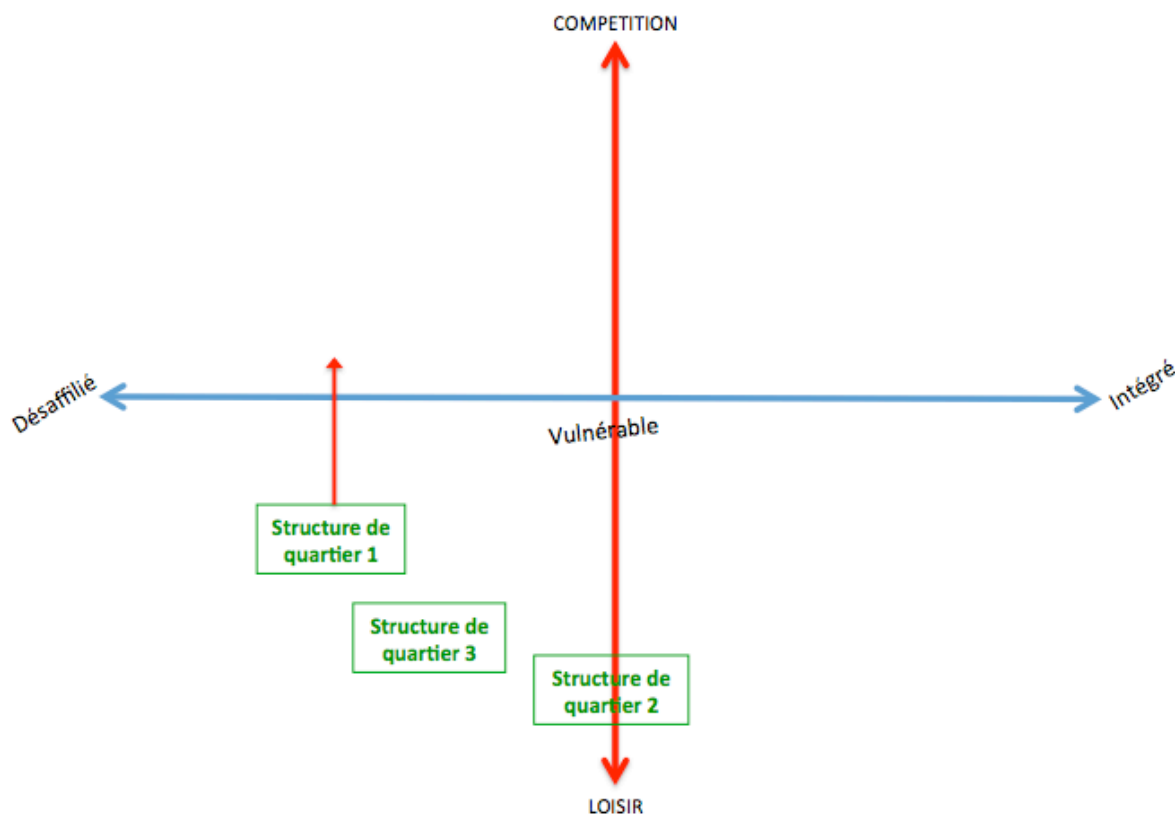 COMPETITION
Désaffilié
Intégré
Vulnérable
Structure de
quartier 1
Structure de
quartier 3
Structure de
quartier 2
LOISIR